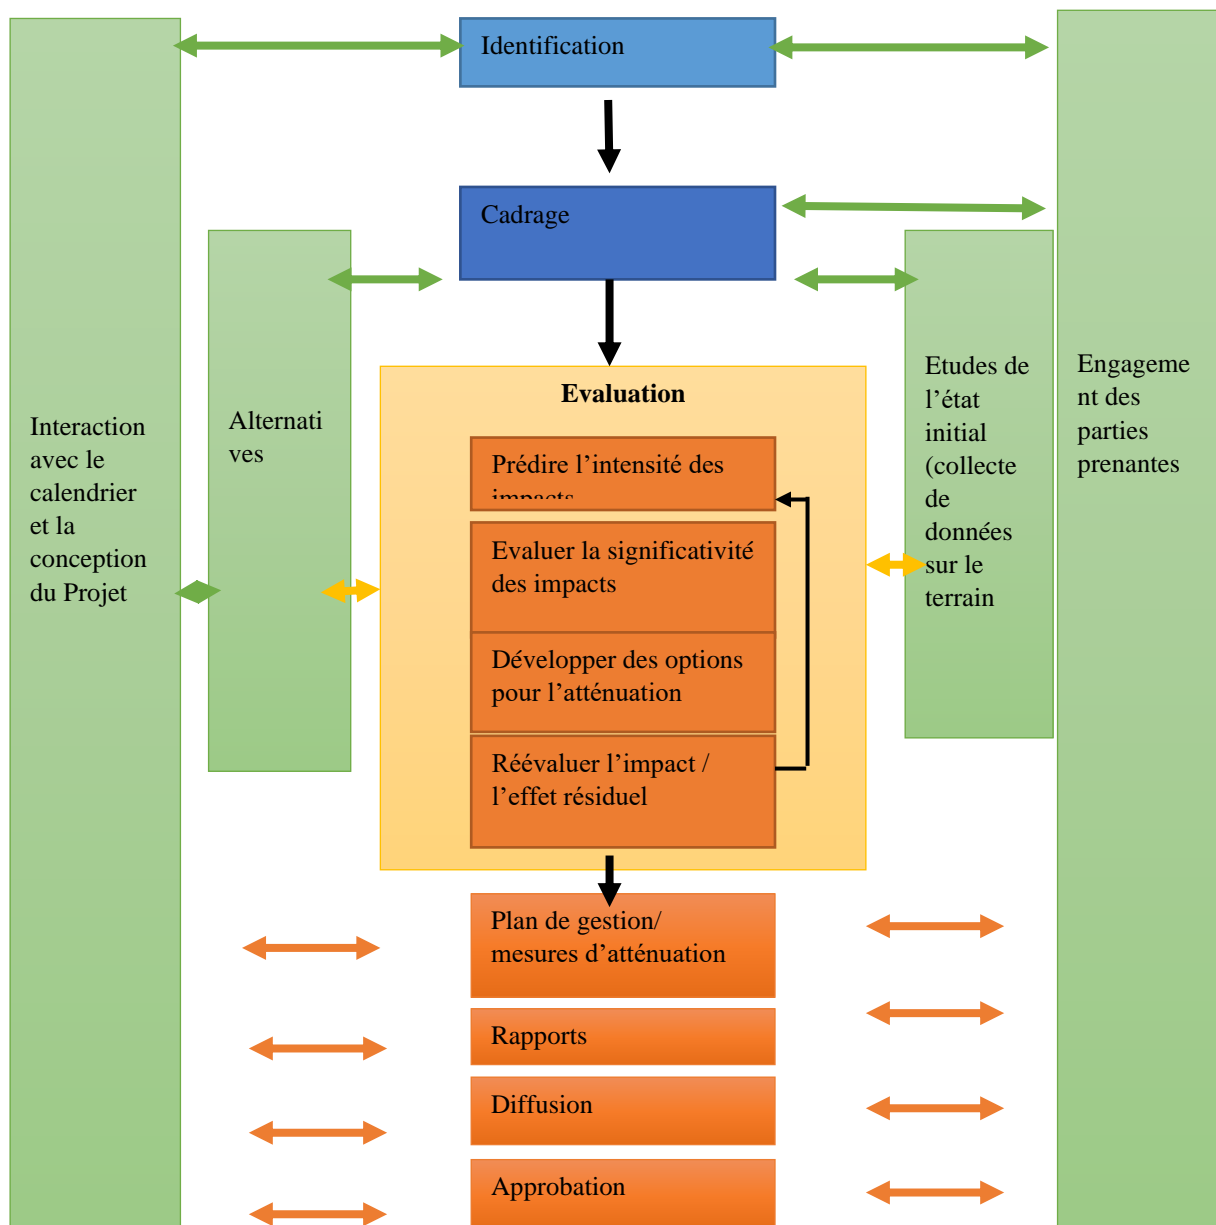 Identification
Cadrage
Interaction
avec le
calendrier
et la
conception
du Projet
Alternati
ves
Evaluation
Prédire l’intensité des
impacts
Evaluer la significativité
des impacts
Développer des options
pour l’atténuation
Réévaluer l’impact /
l’effet résiduel
Etudes de
l’état
initial
(collecte
de
données
sur le
terrain
Engageme
nt des
parties
prenantes
Plan de gestion/
mesures d’atténuation
Rapports
Diffusion
Approbation